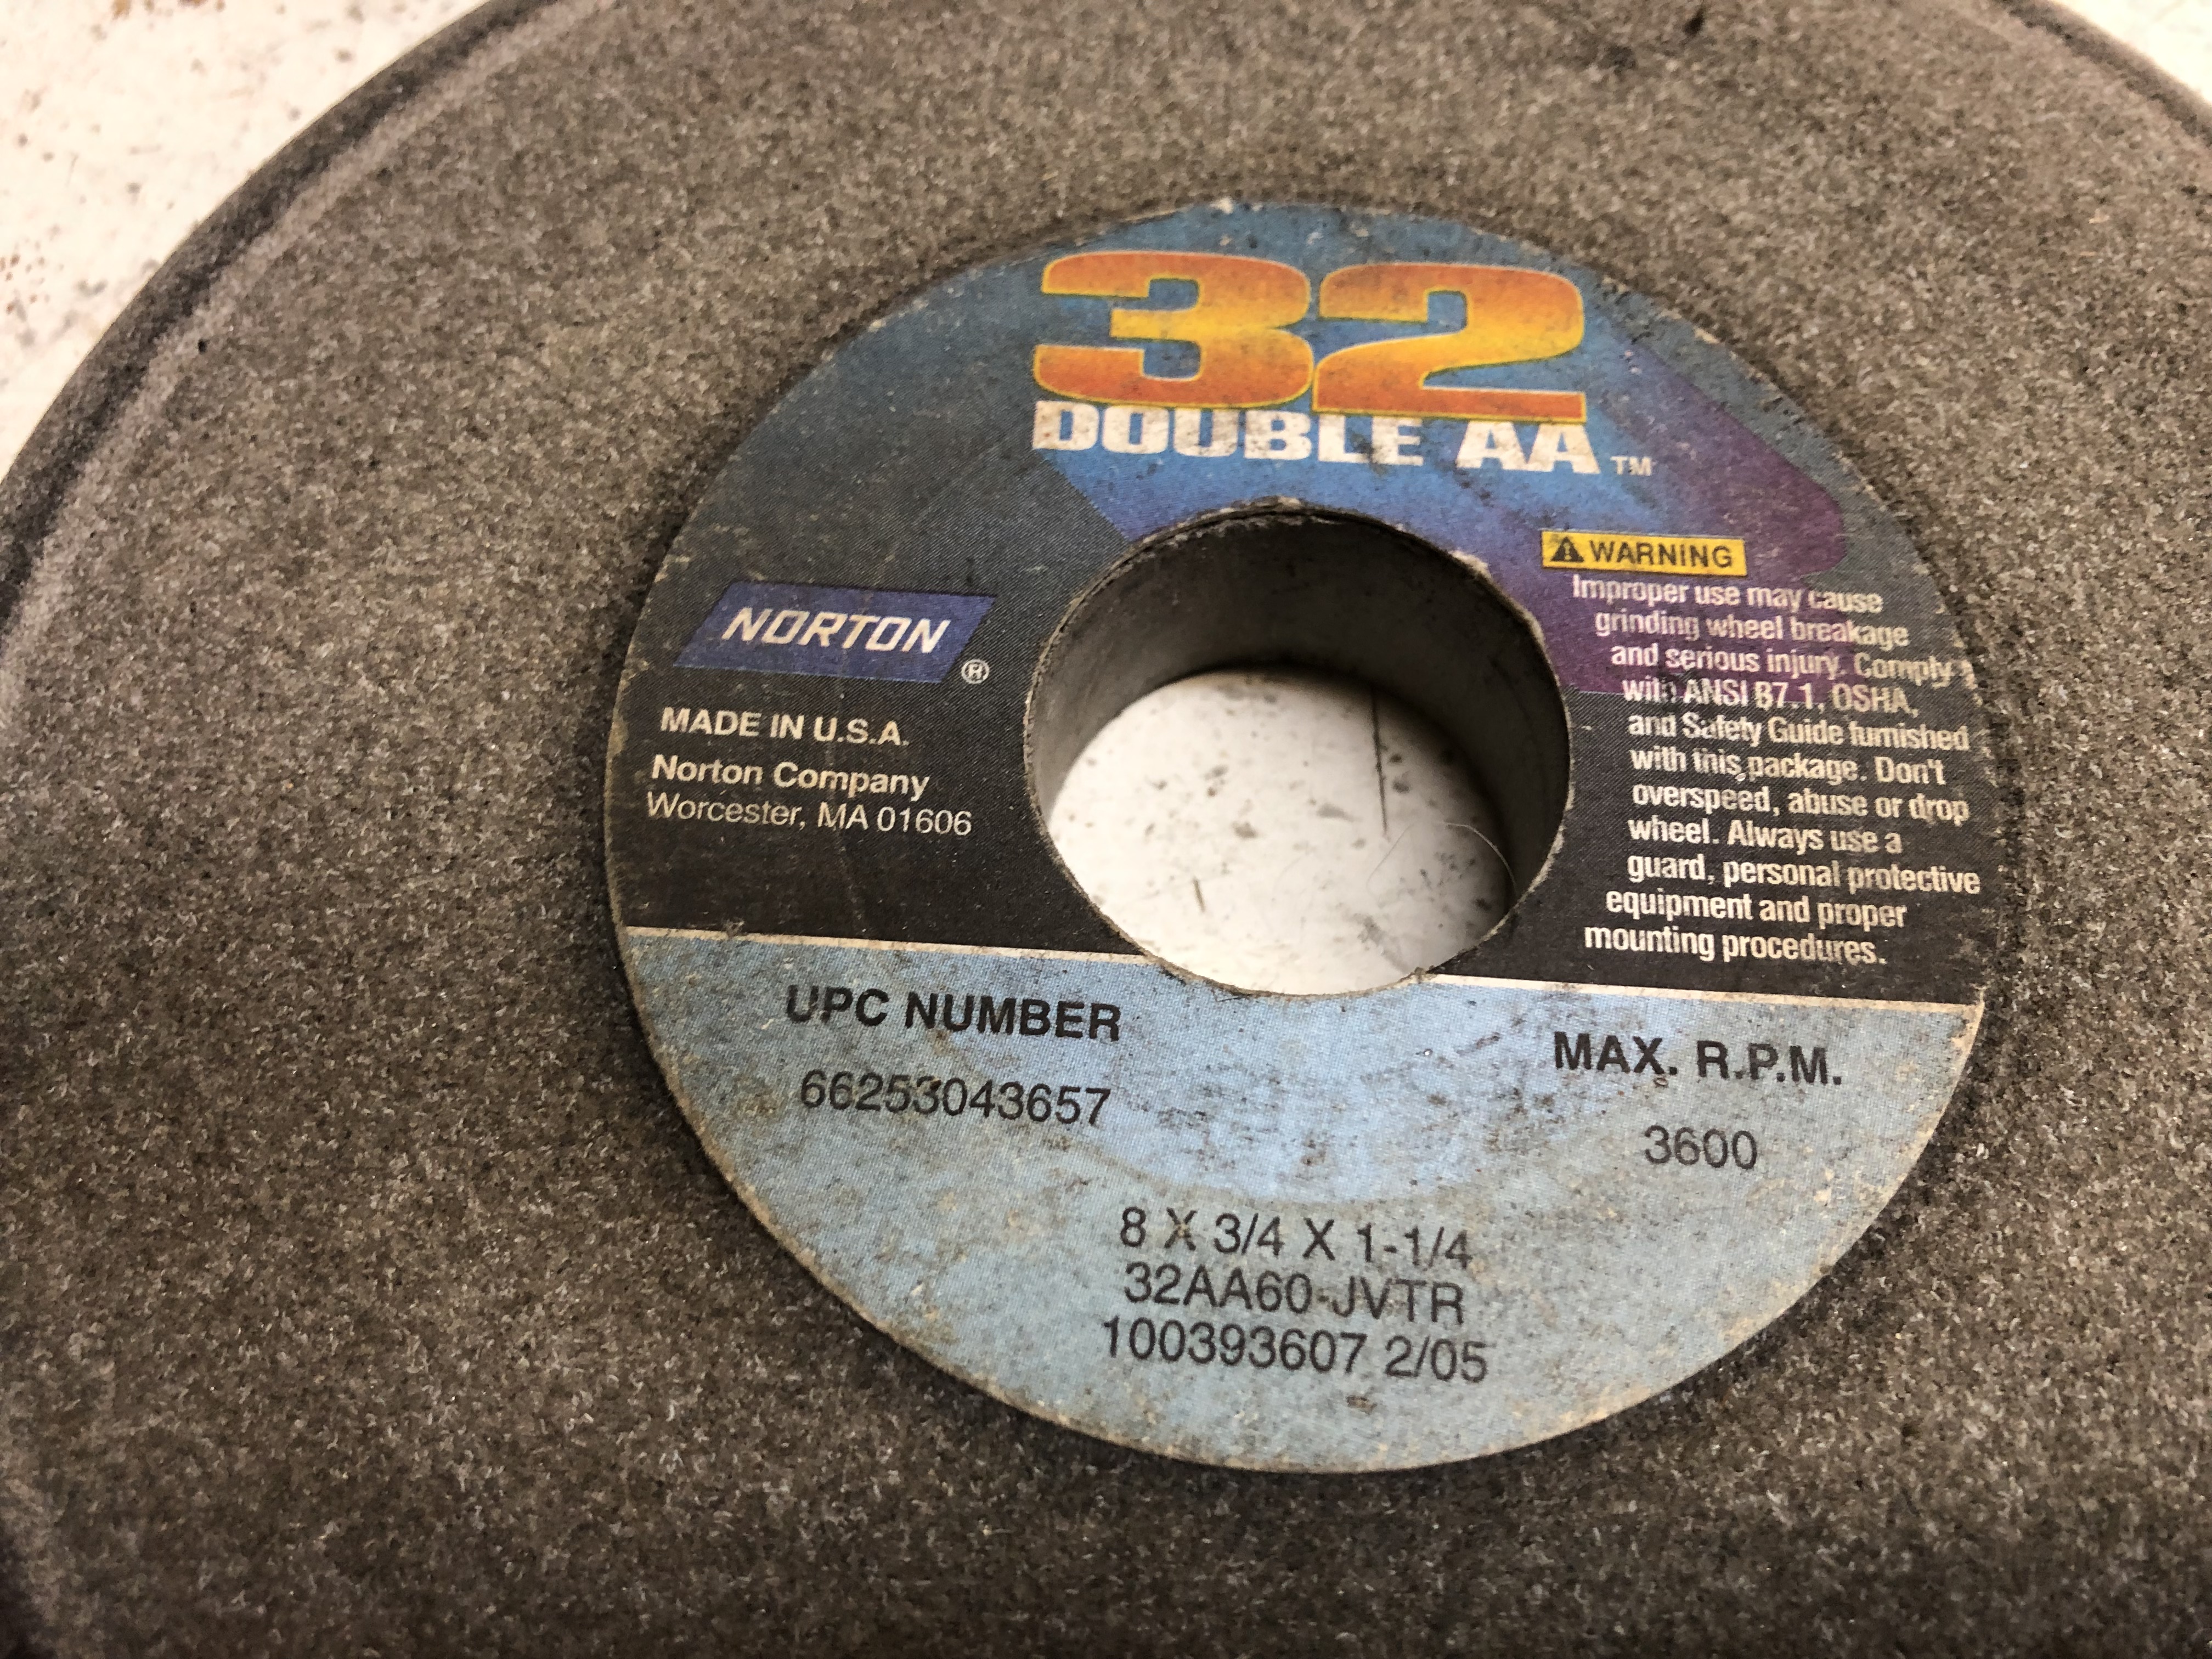 32
DOUBLE AA™
NORTON®
MADE IN U.S.A.
Norton Company
Worcester, MA 01606
WARNING
Improper use may cause
grinding wheel breakage
and serious injury. Comply
with ANSI B7.1, OSHA,
and Safety Guide furnished
with this package. Don't
overspeed, abuse or drop
wheel. Always use a
guard, personal protective
equipment and proper
mounting procedures.
UPC NUMBER
66253043657
MAX. R.P.M.
3600
8 X 3/4 X 1-1/4
32AA60-JVTR
100393607 2/05